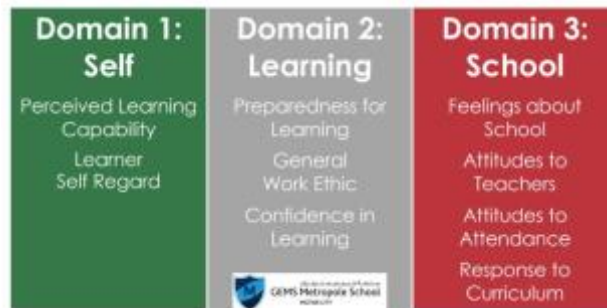 Domain 1:
Self
Perceived Learning
Capability
Learner
Self Regard
Domain 2:
Learning
Preparedness for
Learning
General
Work Ethic
Confidence in
Learning
GEMS Metropole School
Domain 3:
School
Feelings about
School
Attitudes to
Teachers
Attitudes to
Attendance
Response to
Curriculum